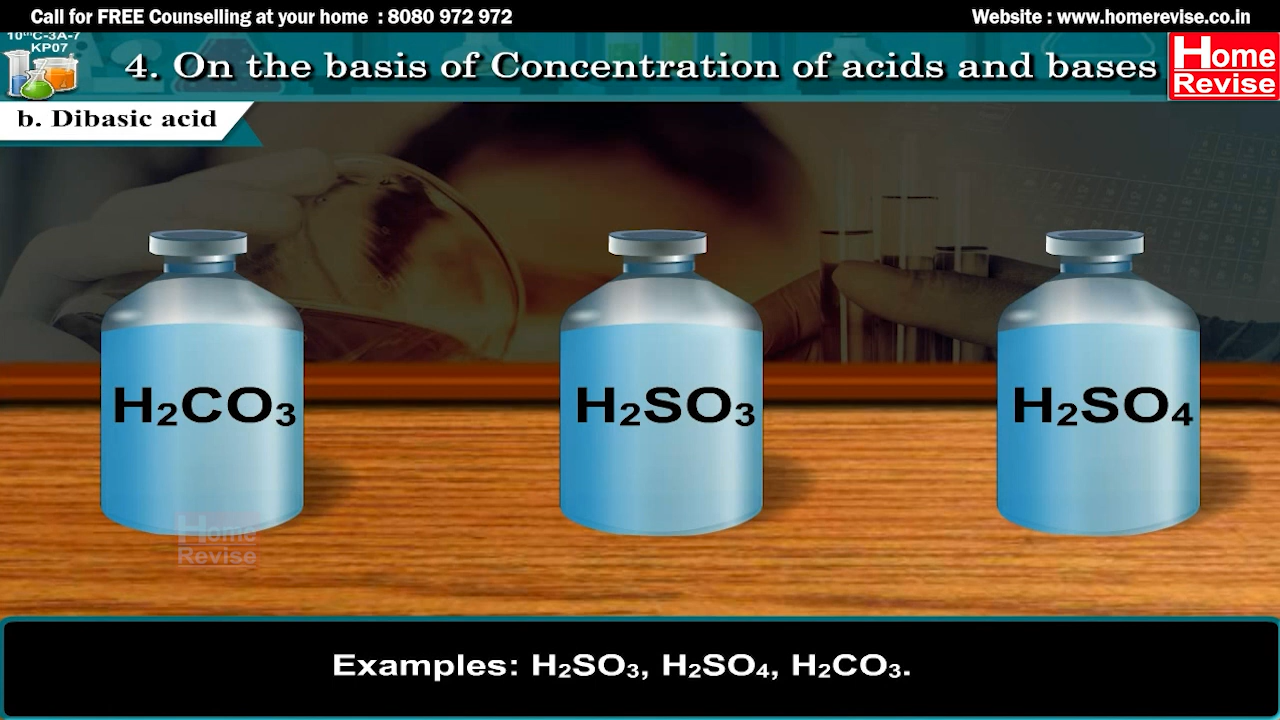 Call for FREE Counselling at your home : 8080 972 972
Website : www.homerevise.co.in
10ᵗʰC-3A-7
KP07
4. On the basis of Concentration of acids and bases
Home
Revise
b. Dibasic acid
H₂CO₃
H₂SO₃
H₂SO₄
Home
Revise
Examples: H₂SO₃, H₂SO₄, H₂CO₃.